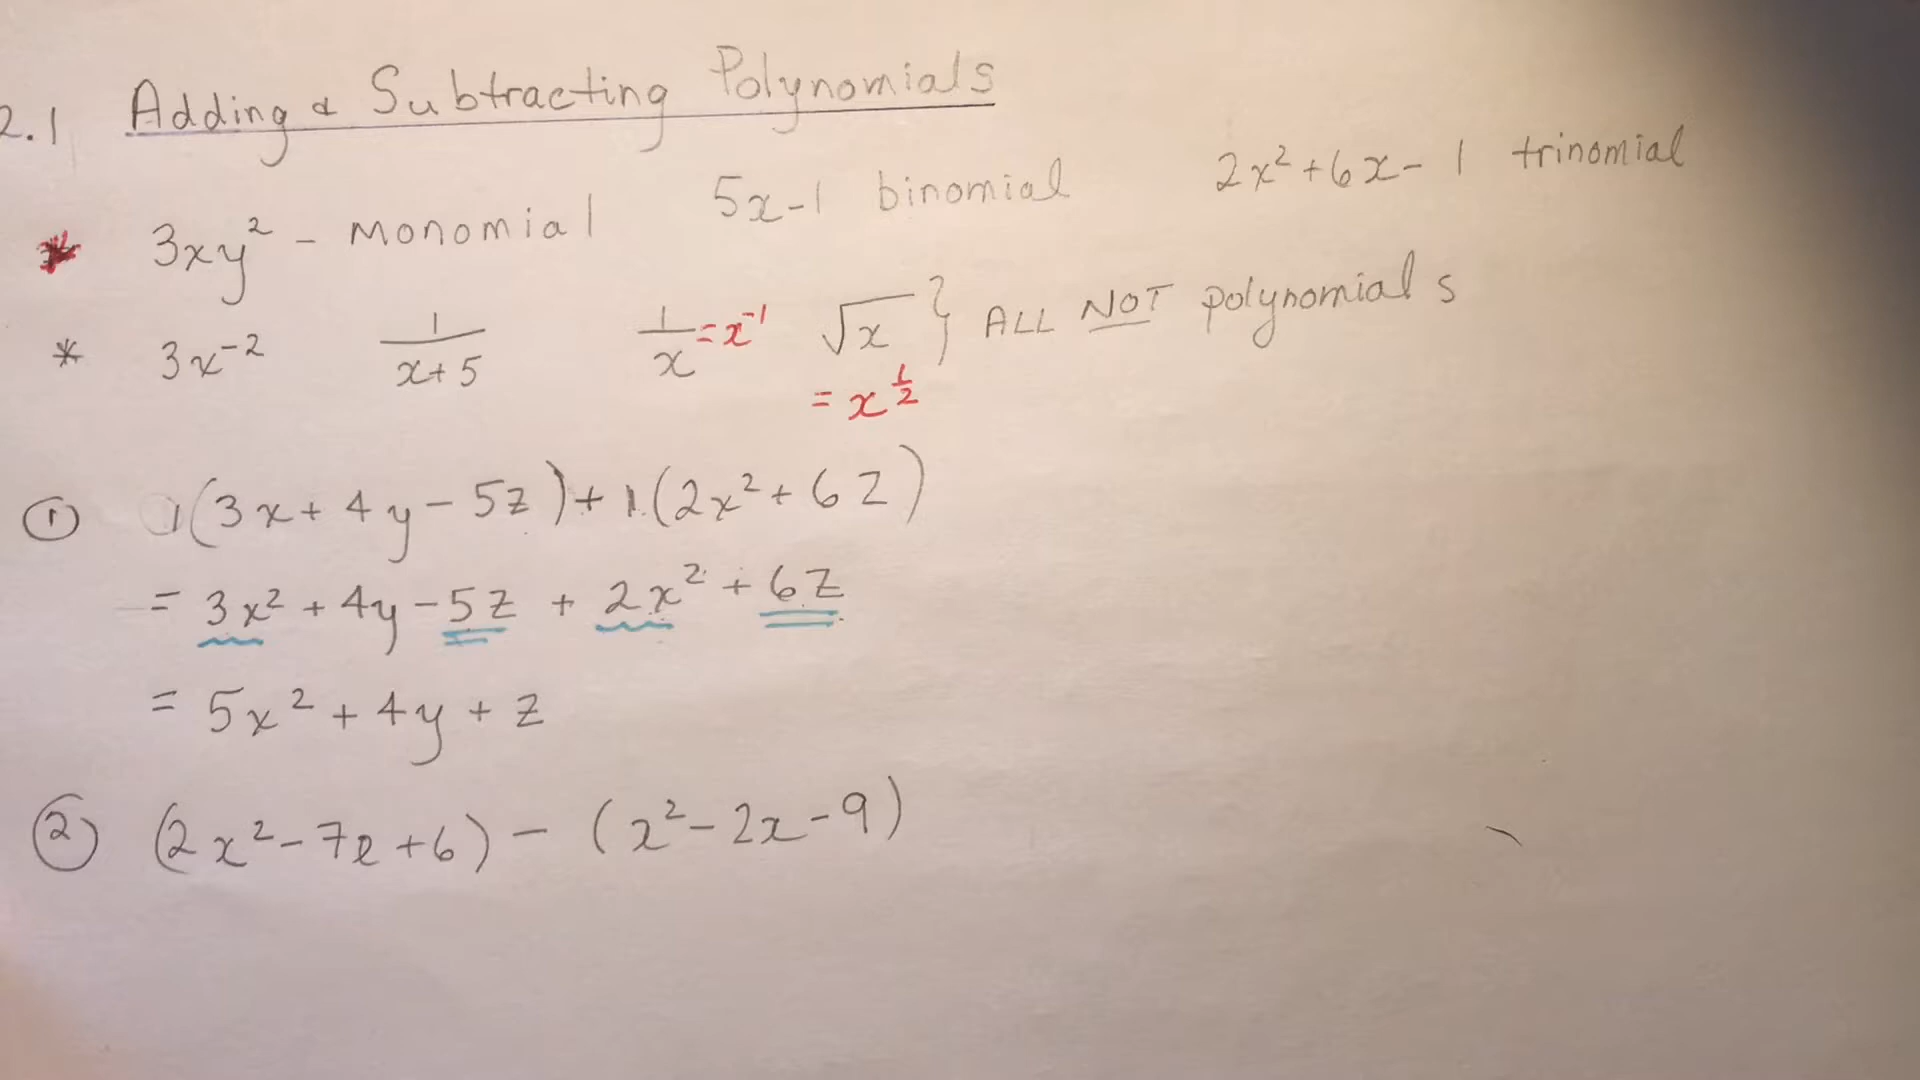 2.1 Adding & Subtracting Polynomials
* 3xy² - monomial 5x-1 binomial 2x²+6x-1 trinomial
* 3x⁻² 1/(x+5) 1/x =x⁻¹ √x } ALL NOT polynomials
= x^(1/2)
① 1(3x+4y-5z)+1(2x²+6z)
= 3x²+4y-5z+2x²+6z
= 5x²+4y+z
② (2x²-7x+6)-(x²-2x-9)